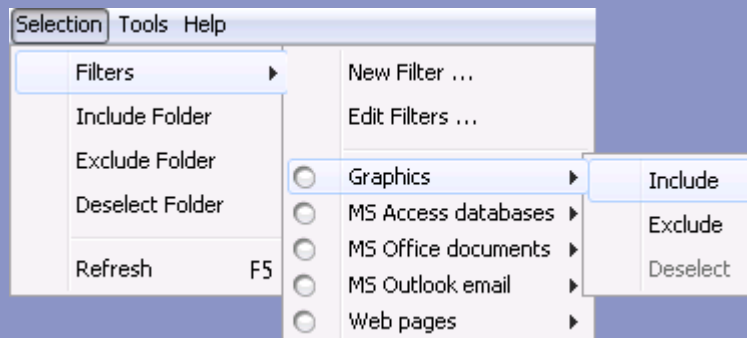 Selection Tools Help
Filters
Include Folder
Exclude Folder
Deselect Folder
Refresh F5
New Filter ...
Edit Filters ...
Graphics
MS Access databases
MS Office documents
MS Outlook email
Web pages
Include
Exclude
Deselect